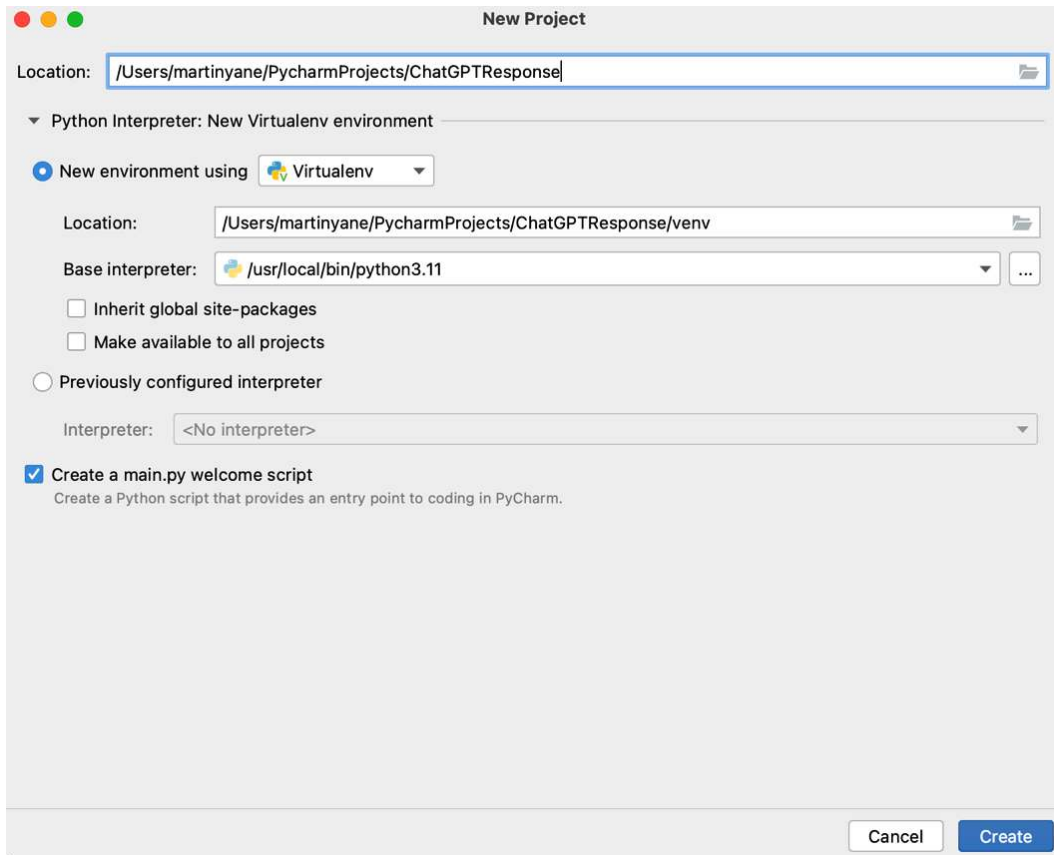 New Project
Location: /Users/martinyane/PycharmProjects/ChatGPTResponse
Python Interpreter: New Virtualenv environment
New environment using Virtualenv
Location: /Users/martinyane/PycharmProjects/ChatGPTResponse/venv
Base interpreter: /usr/local/bin/python3.11 ...
Inherit global site-packages
Make available to all projects
Previously configured interpreter
Interpreter: <No interpreter>
Create a main.py welcome script
Create a Python script that provides an entry point to coding in PyCharm.
Cancel Create